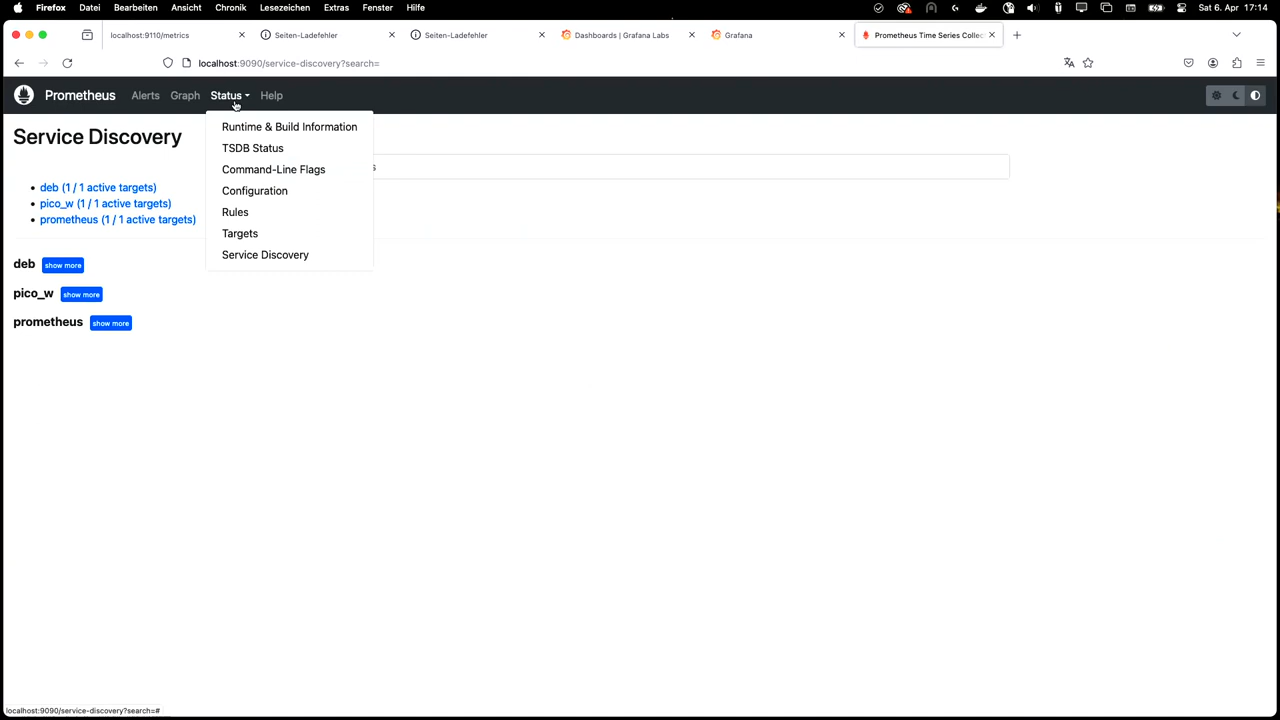 Firefox Datei Bearbeiten Ansicht Chronik Lesezeichen Extras Fenster Hilfe Sat 6. Apr 17:14
localhost:9110/metrics Seiten-Ladefehler Seiten-Ladefehler Dashboards | Grafana Labs Grafana Prometheus Time Series Collec
localhost:9090/service-discovery?search=
Prometheus Alerts Graph Status Help
Runtime & Build Information
TSDB Status
Command-Line Flags
Configuration
Rules
Targets
Service Discovery
Service Discovery
s
deb (1 / 1 active targets)
pico_w (1 / 1 active targets)
prometheus (1 / 1 active targets)
deb show more
pico_w show more
prometheus show more
localhost:9090/service-discovery?search=#